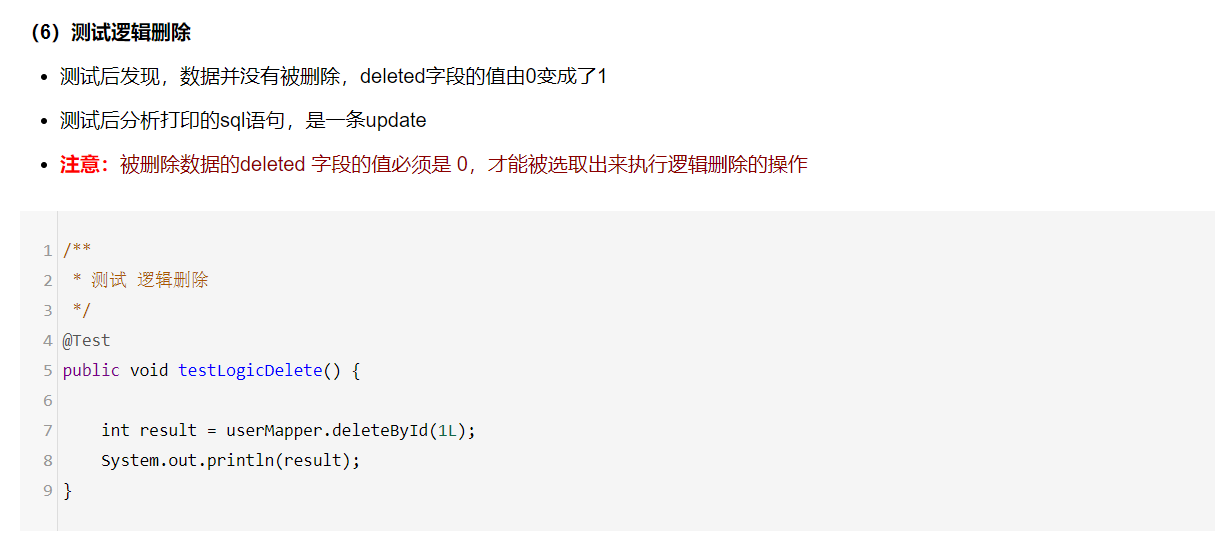 （6）测试逻辑删除
• 测试后发现，数据并没有被删除，deleted字段的值由0变成了1
• 测试后分析打印的sql语句，是一条update
• 注意：被删除数据的deleted 字段的值必须是 0，才能被选取出来执行逻辑删除的操作
1 /**
2  * 测试 逻辑删除
3  */
4 @Test
5 public void testLogicDelete() {
6
7     int result = userMapper.deleteById(1L);
8     System.out.println(result);
9 }